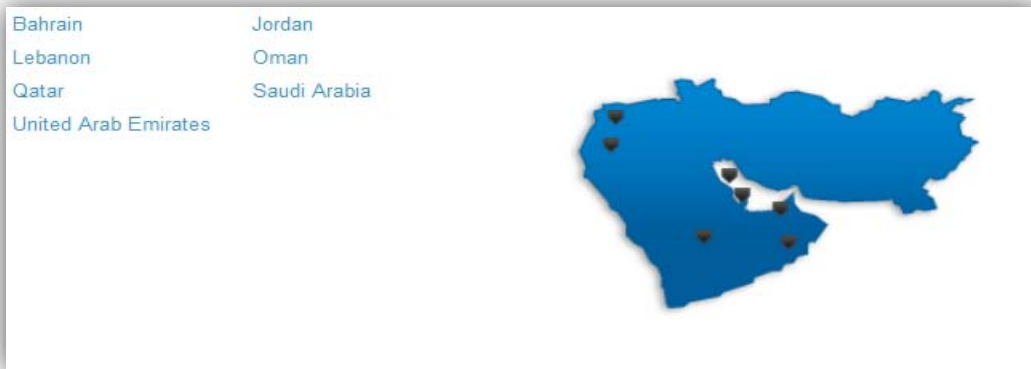 Bahrain Jordan
Lebanon Oman
Qatar Saudi Arabia
United Arab Emirates